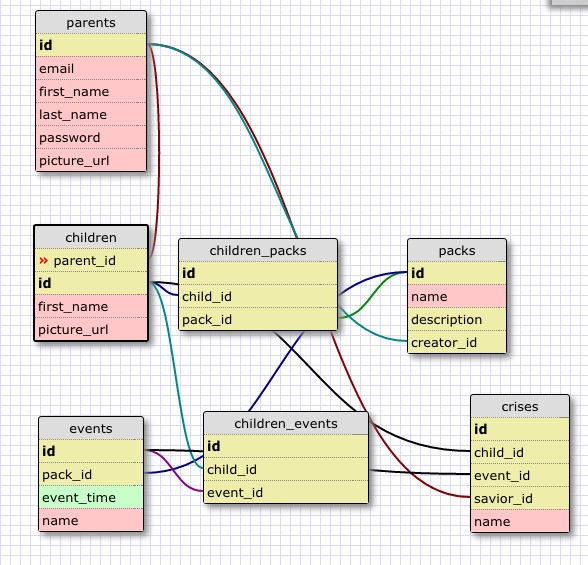 parents
id
email
first_name
last_name
password
picture_url
children
» parent_id
id
first_name
picture_url
children_packs
id
child_id
pack_id
packs
id
name
description
creator_id
events
id
pack_id
event_time
name
children_events
id
child_id
event_id
crises
id
child_id
event_id
savior_id
name